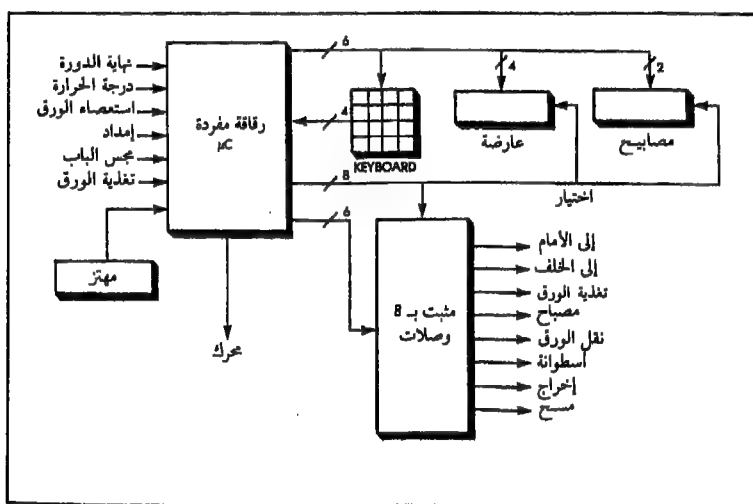 نهاية الدورة
درجة الحرارة
استعصاء الورق
إمداد
مجس الباب
تغذية الورق
مهتز
رقاقة مفردة
μC
محرك
6
4
8
6
KEYBOARD
4
عارضة
2
مصابيح
اختيار
مثبت بـ 8
وصلات
إلى الأمام
إلى الخلف
تغذية الورق
مصباح
نقل الورق
أسطوانة
إخراج
مسح